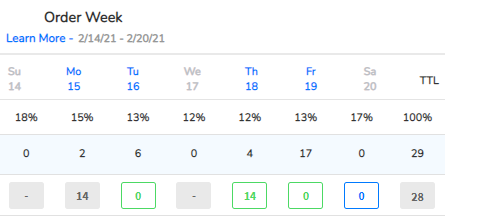 Order Week
Learn More - 2/14/21 - 2/20/21
Su Mo Tu We Th Fr Sa TTL
14 15 16 17 18 19 20
18% 15% 13% 12% 12% 13% 17% 100%
0 2 6 0 4 17 0 29
- 14 0 - 14 0 0 28